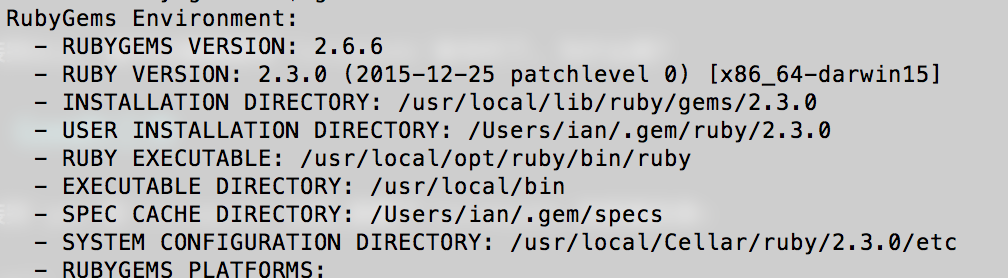 RubyGems Environment:
- RUBYGEMS VERSION: 2.6.6
- RUBY VERSION: 2.3.0 (2015-12-25 patchlevel 0) [x86_64-darwin15]
- INSTALLATION DIRECTORY: /usr/local/lib/ruby/gems/2.3.0
- USER INSTALLATION DIRECTORY: /Users/ian/.gem/ruby/2.3.0
- RUBY EXECUTABLE: /usr/local/opt/ruby/bin/ruby
- EXECUTABLE DIRECTORY: /usr/local/bin
- SPEC CACHE DIRECTORY: /Users/ian/.gem/specs
- SYSTEM CONFIGURATION DIRECTORY: /usr/local/Cellar/ruby/2.3.0/etc
- RUBYGEMS PLATFORMS: